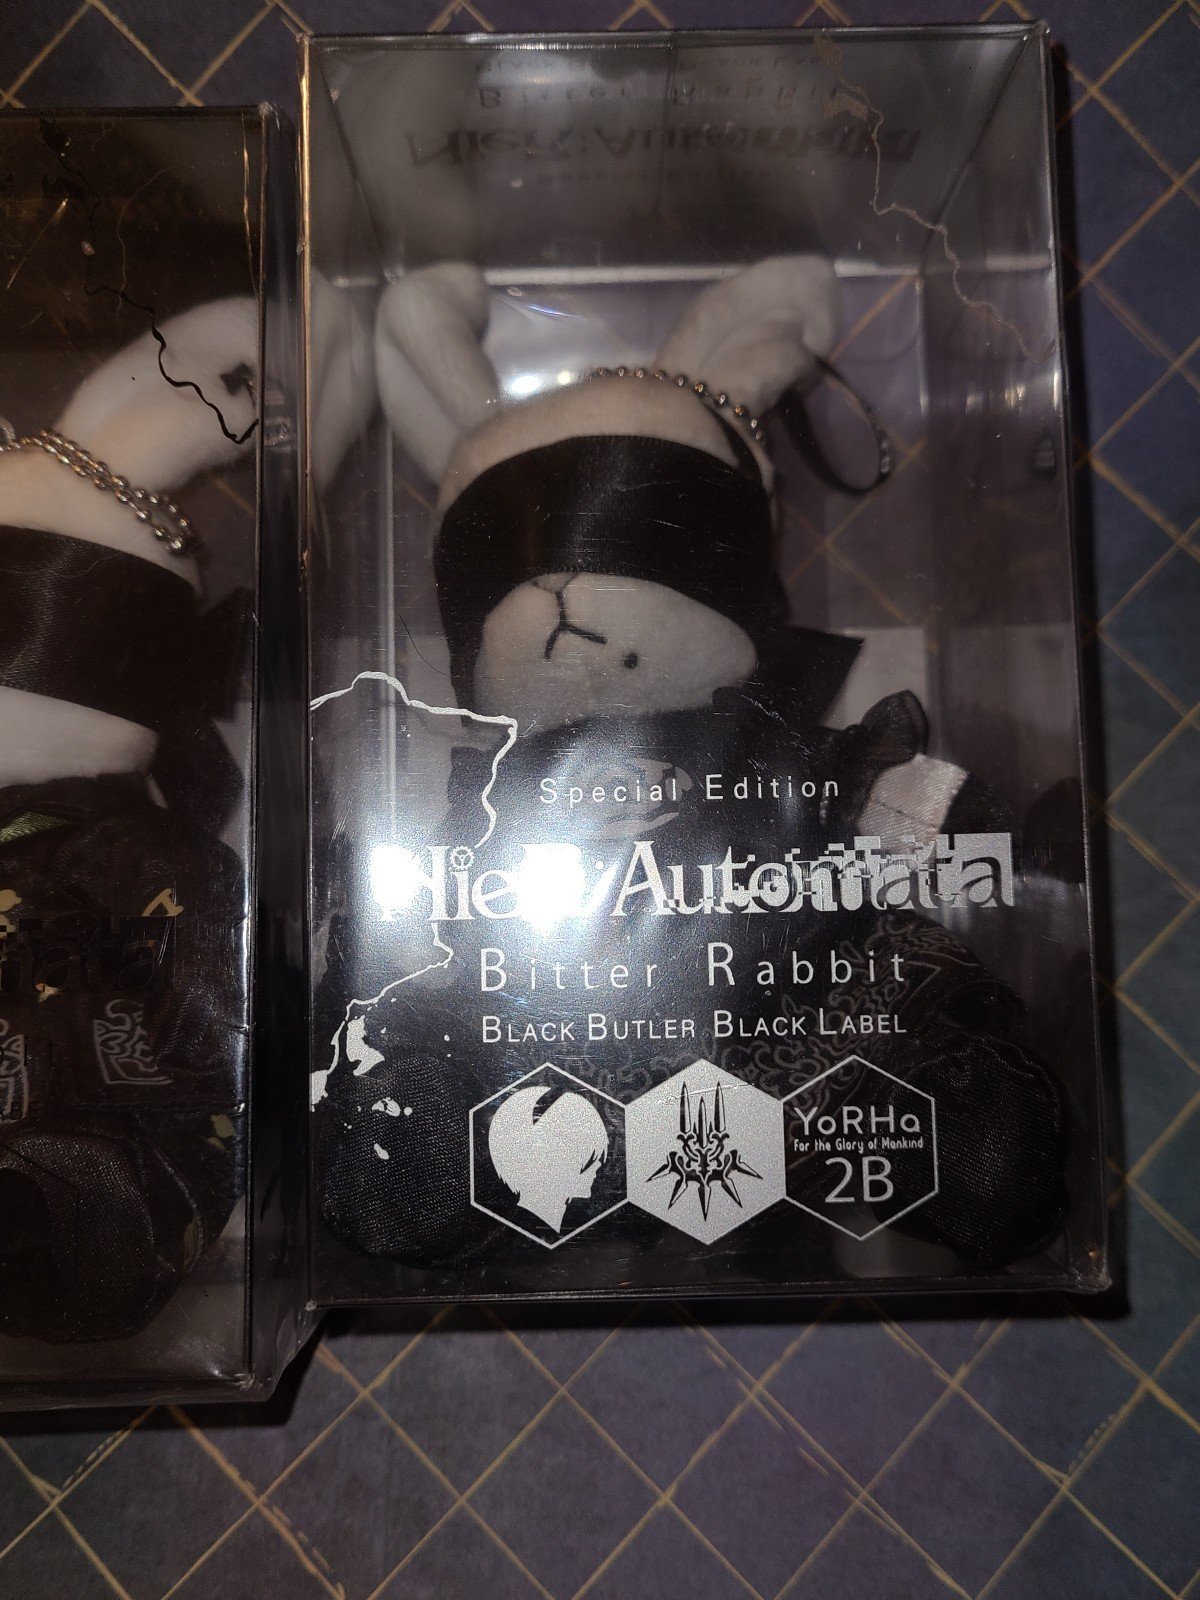 Special Edition
NieR:Automata
Bitter Rabbit
BLACK BUTLER BLACK LABEL
YoRHa
For the Glory of Mankind
2B